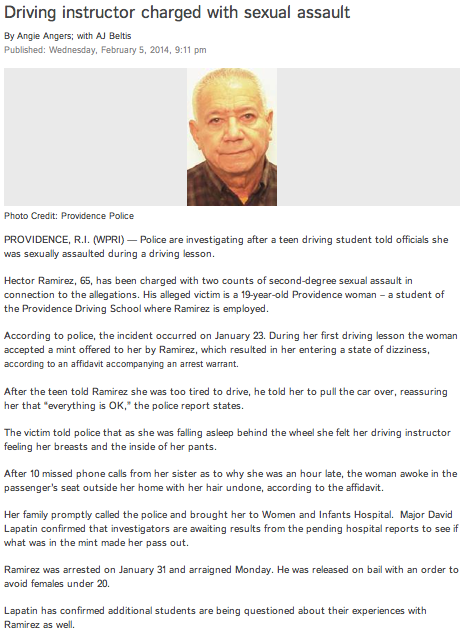 Driving instructor charged with sexual assault
By Angie Angers; with AJ Beltis
Published: Wednesday, February 5, 2014, 9:11 pm
Photo Credit: Providence Police
PROVIDENCE, R.I. (WPRI) — Police are investigating after a teen driving student told officials she
was sexually assaulted during a driving lesson.
Hector Ramirez, 65, has been charged with two counts of second-degree sexual assault in
connection to the allegations. His alleged victim is a 19-year-old Providence woman – a student of
the Providence Driving School where Ramirez is employed.
According to police, the incident occurred on January 23. During her first driving lesson the woman
accepted a mint offered to her by Ramirez, which resulted in her entering a state of dizziness,
according to an affidavit accompanying an arrest warrant.
After the teen told Ramirez she was too tired to drive, he told her to pull the car over, reassuring
her that “everything is OK,” the police report states.
The victim told police that as she was falling asleep behind the wheel she felt her driving instructor
feeling her breasts and the inside of her pants.
After 10 missed phone calls from her sister as to why she was an hour late, the woman awoke in the
passenger’s seat outside her home with her hair undone, according to the affidavit.
Her family promptly called the police and brought her to Women and Infants Hospital. Major David
Lapatin confirmed that investigators are awaiting results from the pending hospital reports to see if
what was in the mint made her pass out.
Ramirez was arrested on January 31 and arraigned Monday. He was released on bail with an order to
avoid females under 20.
Lapatin has confirmed additional students are being questioned about their experiences with
Ramirez as well.